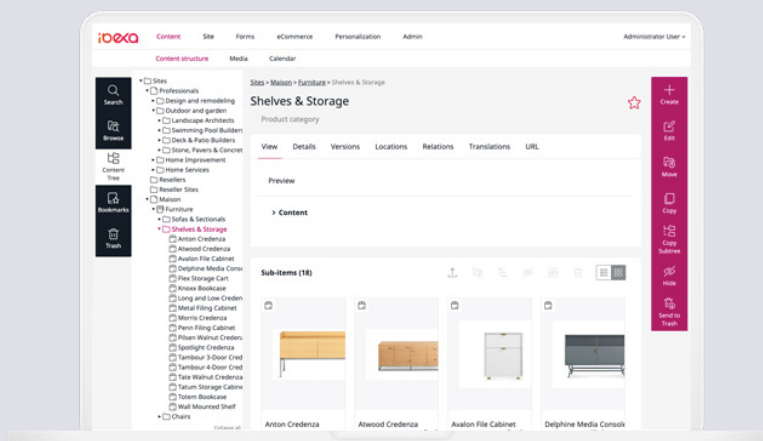 ibexa
Content
Site
Forms
eCommerce
Personalization
Admin
Administrator User
Content structure
Media
Calendar
Search
Browse
Content
Tree
Bookmarks
Trash
Sites
Professionals
Design and remodeling
Outdoor and garden
Landscape Architects
Swimming Pool Builders
Deck & Patio Builders
Stone, Pavers & Concret
Home Improvement
Home Services
Resellers
Reseller Sites
Maison
Furniture
Sofas & Sectionals
Shelves & Storage
Anton Credenza
Atwood Credenza
Avalon File Cabinet
Delphine Media Conso
Flex Storage Cart
Knoxx Bookcase
Long and Low Creden
Metal Filing Cabinet
Morris Credenza
Penn Filing Cabinet
Pilsen Walnut Creden
Spotlight Credenza
Tambour 3-Door Cred
Tambour 4-Door Cred
Tate Walnut Credenza
Tatum Storage Cabine
Totem Bookcase
Wall Mounted Shelf
Chairs
Collapse all
Sites > Maison > Furniture > Shelves & Storage
Shelves & Storage
Product category
View
Details
Versions
Locations
Relations
Translations
URL
Preview
> Content
Sub-items (18)
Anton Credenza
Atwood Credenza
Avalon File Cabinet
Delphine Media Console
Create
Edit
Move
Copy
Copy
Subtree
Hide
Send to
Trash